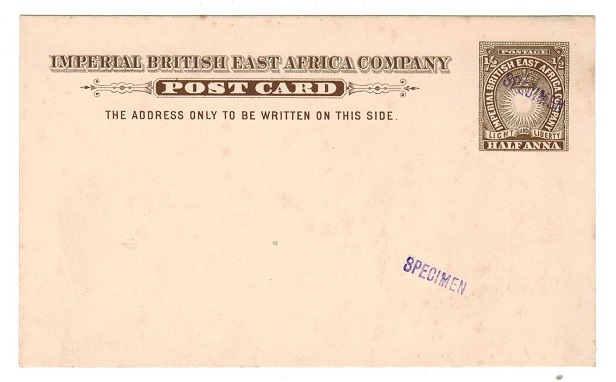 IMPERIAL BRITISH EAST AFRICA COMPANY
POST CARD
THE ADDRESS ONLY TO BE WRITTEN ON THIS SIDE.
POSTAGE
½ ½
IMPERIAL BRITISH EAST AFRICA COMPANY
SPECIMEN
LIGHT AND LIBERTY
HALF ANNA
SPECIMEN